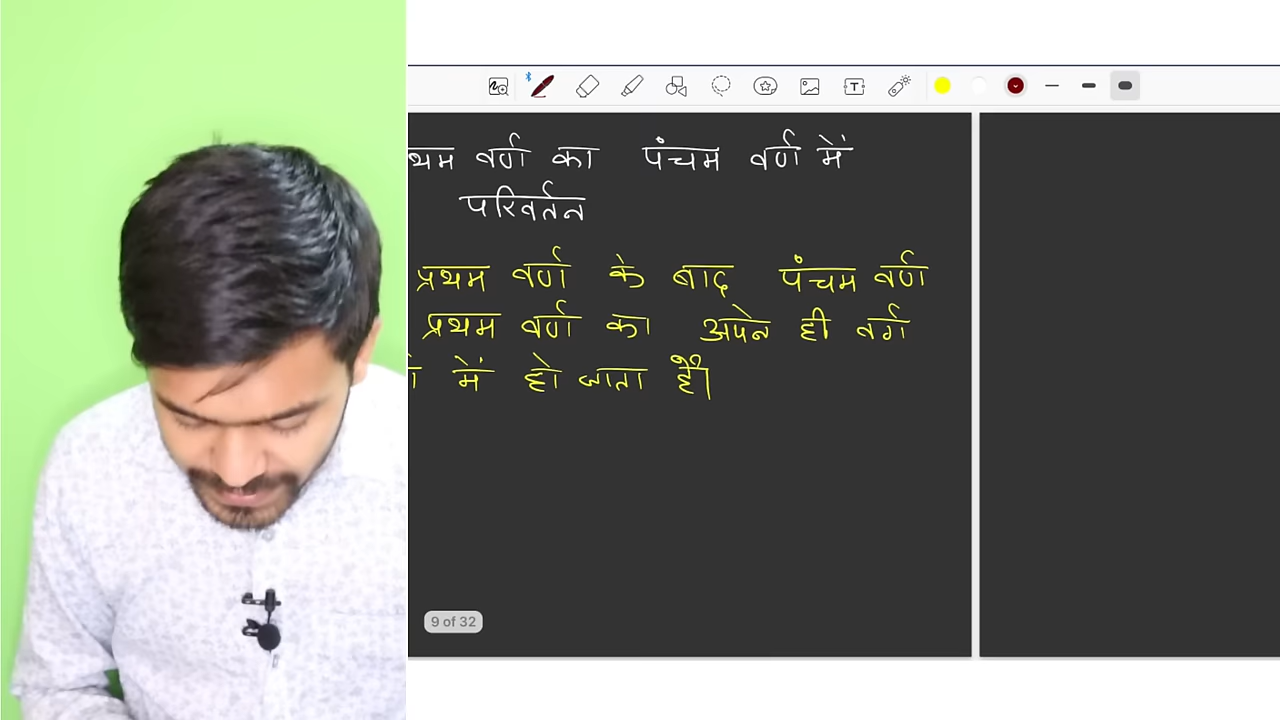 थम वर्ण का पंचम वर्ण में
परिवर्तन
प्रथम वर्ण के बाद पंचम वर्ण
प्रथम वर्ण का अपने ही वर्ग
में हो जाता है।
9 of 32